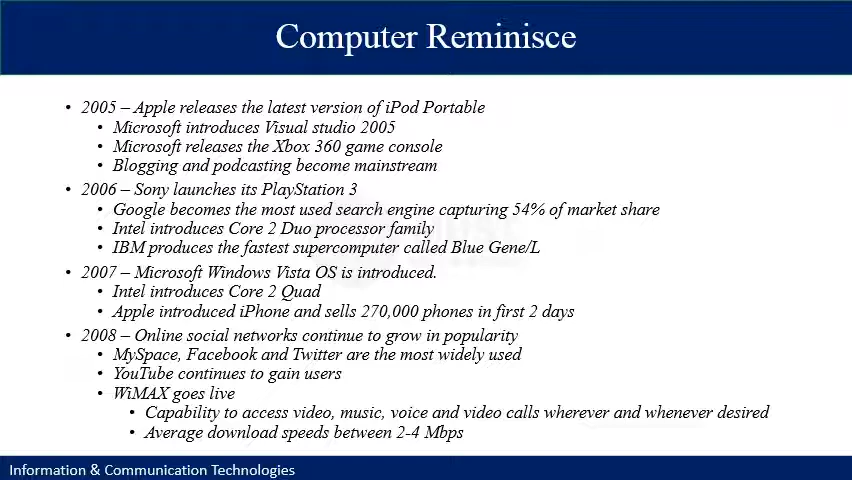 Computer Reminisce
• 2005 – Apple releases the latest version of iPod Portable
• Microsoft introduces Visual studio 2005
• Microsoft releases the Xbox 360 game console
• Blogging and podcasting become mainstream
• 2006 – Sony launches its PlayStation 3
• Google becomes the most used search engine capturing 54% of market share
• Intel introduces Core 2 Duo processor family
• IBM produces the fastest supercomputer called Blue Gene/L
• 2007 – Microsoft Windows Vista OS is introduced.
• Intel introduces Core 2 Quad
• Apple introduced iPhone and sells 270,000 phones in first 2 days
• 2008 – Online social networks continue to grow in popularity
• MySpace, Facebook and Twitter are the most widely used
• YouTube continues to gain users
• WiMAX goes live
• Capability to access video, music, voice and video calls wherever and whenever desired
• Average download speeds between 2-4 Mbps
Information & Communication Technologies